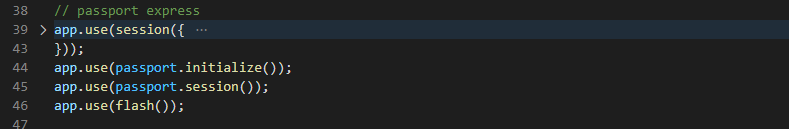 38 // passport express
39 > app.use(session({ ···
43 }));
44 app.use(passport.initialize());
45 app.use(passport.session());
46 app.use(flash());
47